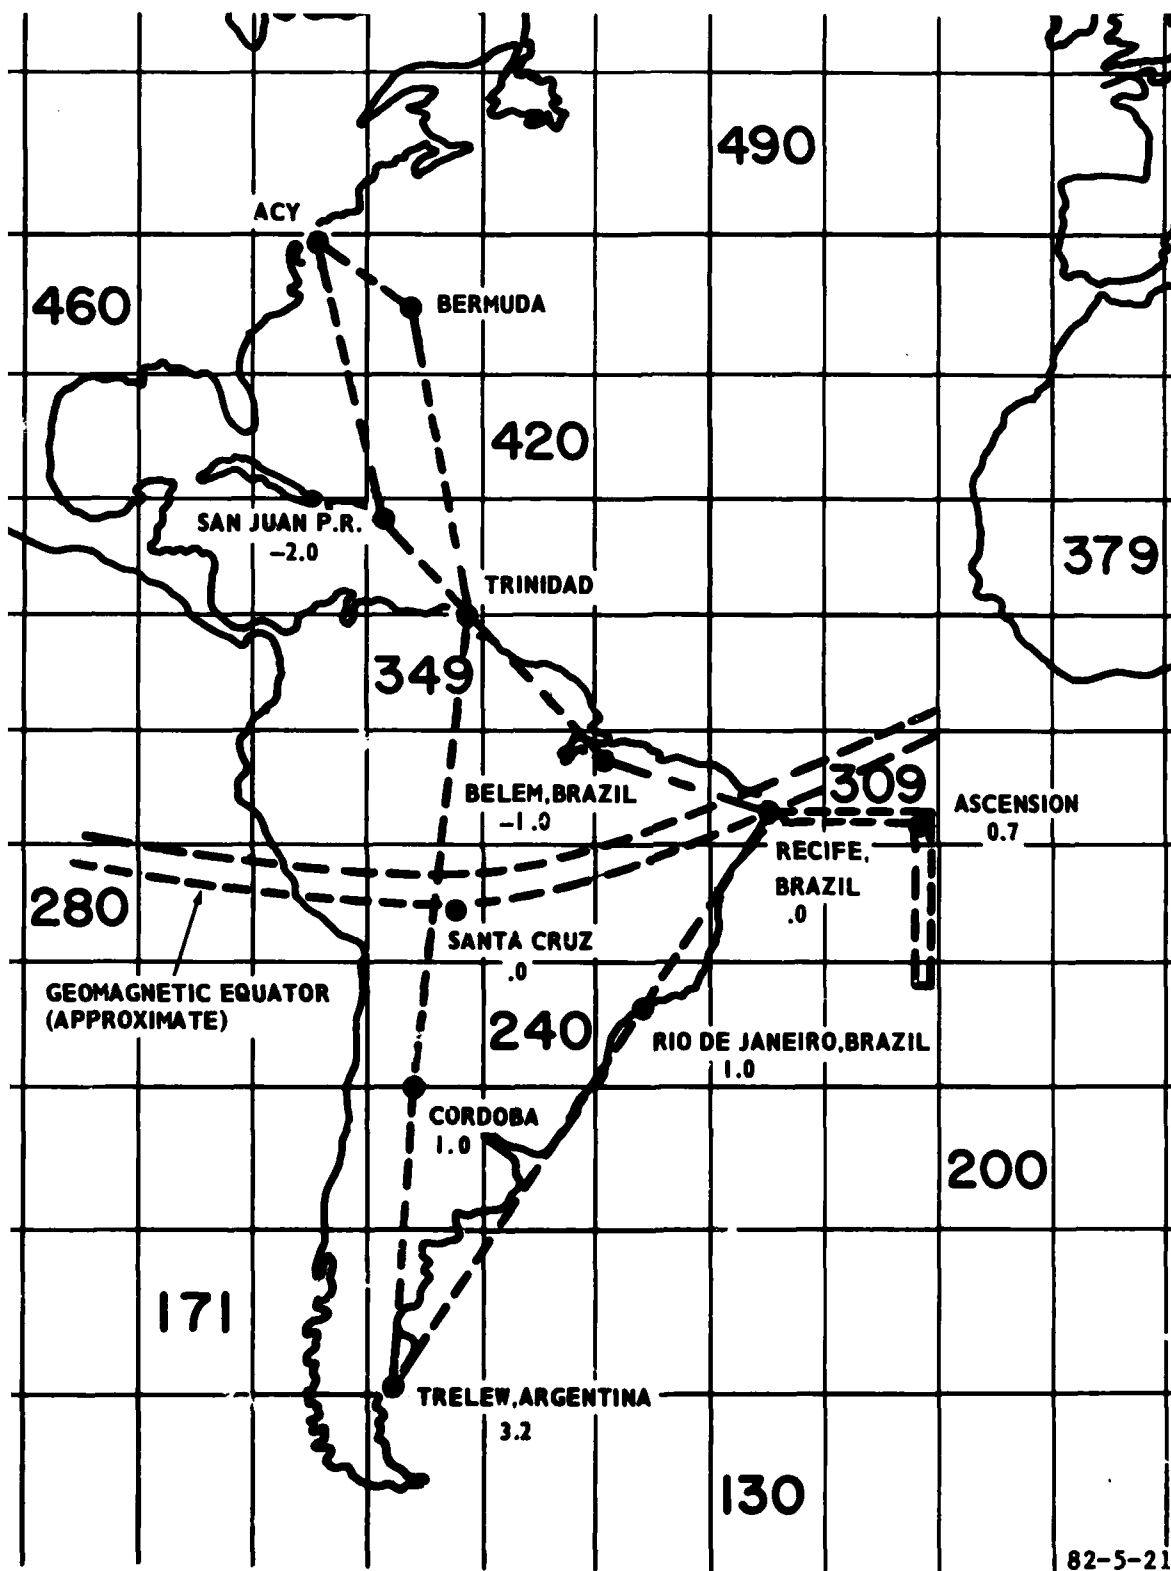 490
ACY
460
BERMUDA
420
SAN JUAN P.R.
-2.0
379
TRINIDAD
349
BELEM, BRAZIL
-1.0
309
ASCENSION
0.7
RECIFE,
BRAZIL
.0
280
SANTA CRUZ
.0
GEOMAGNETIC EQUATOR
(APPROXIMATE)
240
RIO DE JANEIRO, BRAZIL
1.0
CORDOBA
1.0
200
171
TRELEW, ARGENTINA
3.2
130
82-5-21